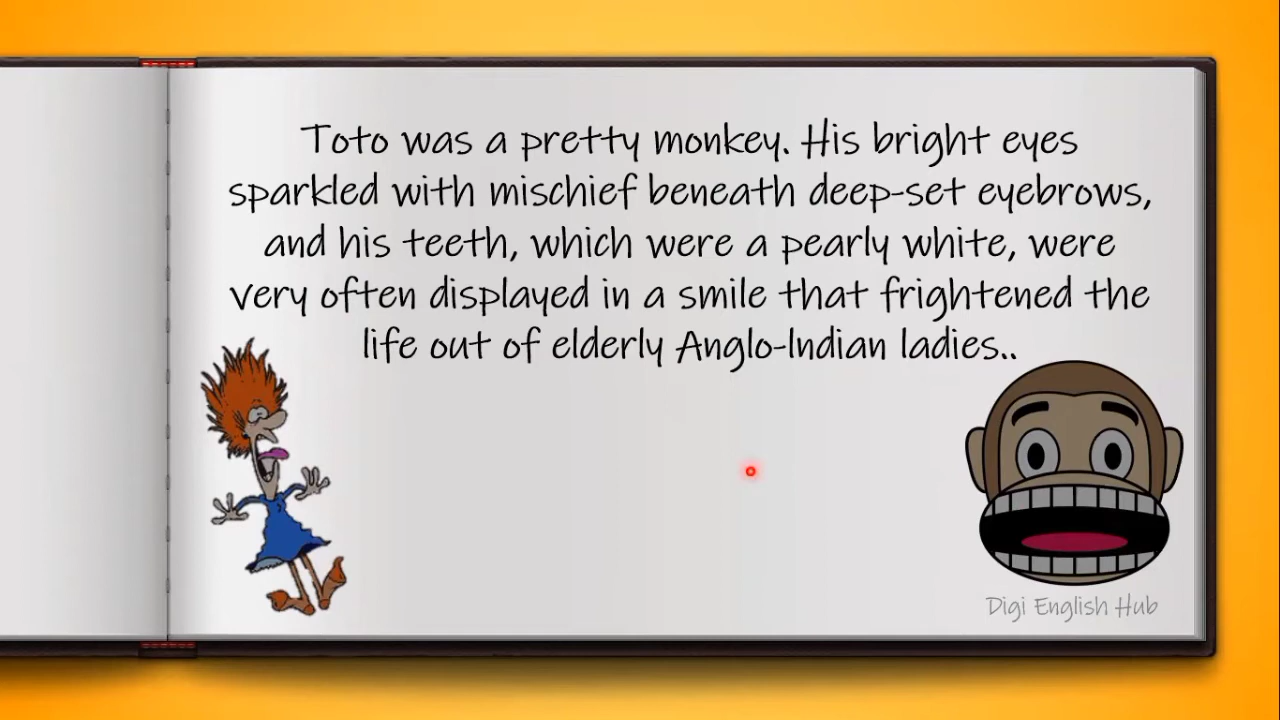 Toto was a pretty monkey. His bright eyes
sparkled with mischief beneath deep-set eyebrows,
and his teeth, which were a pearly white, were
very often displayed in a smile that frightened the
life out of elderly Anglo-Indian ladies..
Digi English Hub